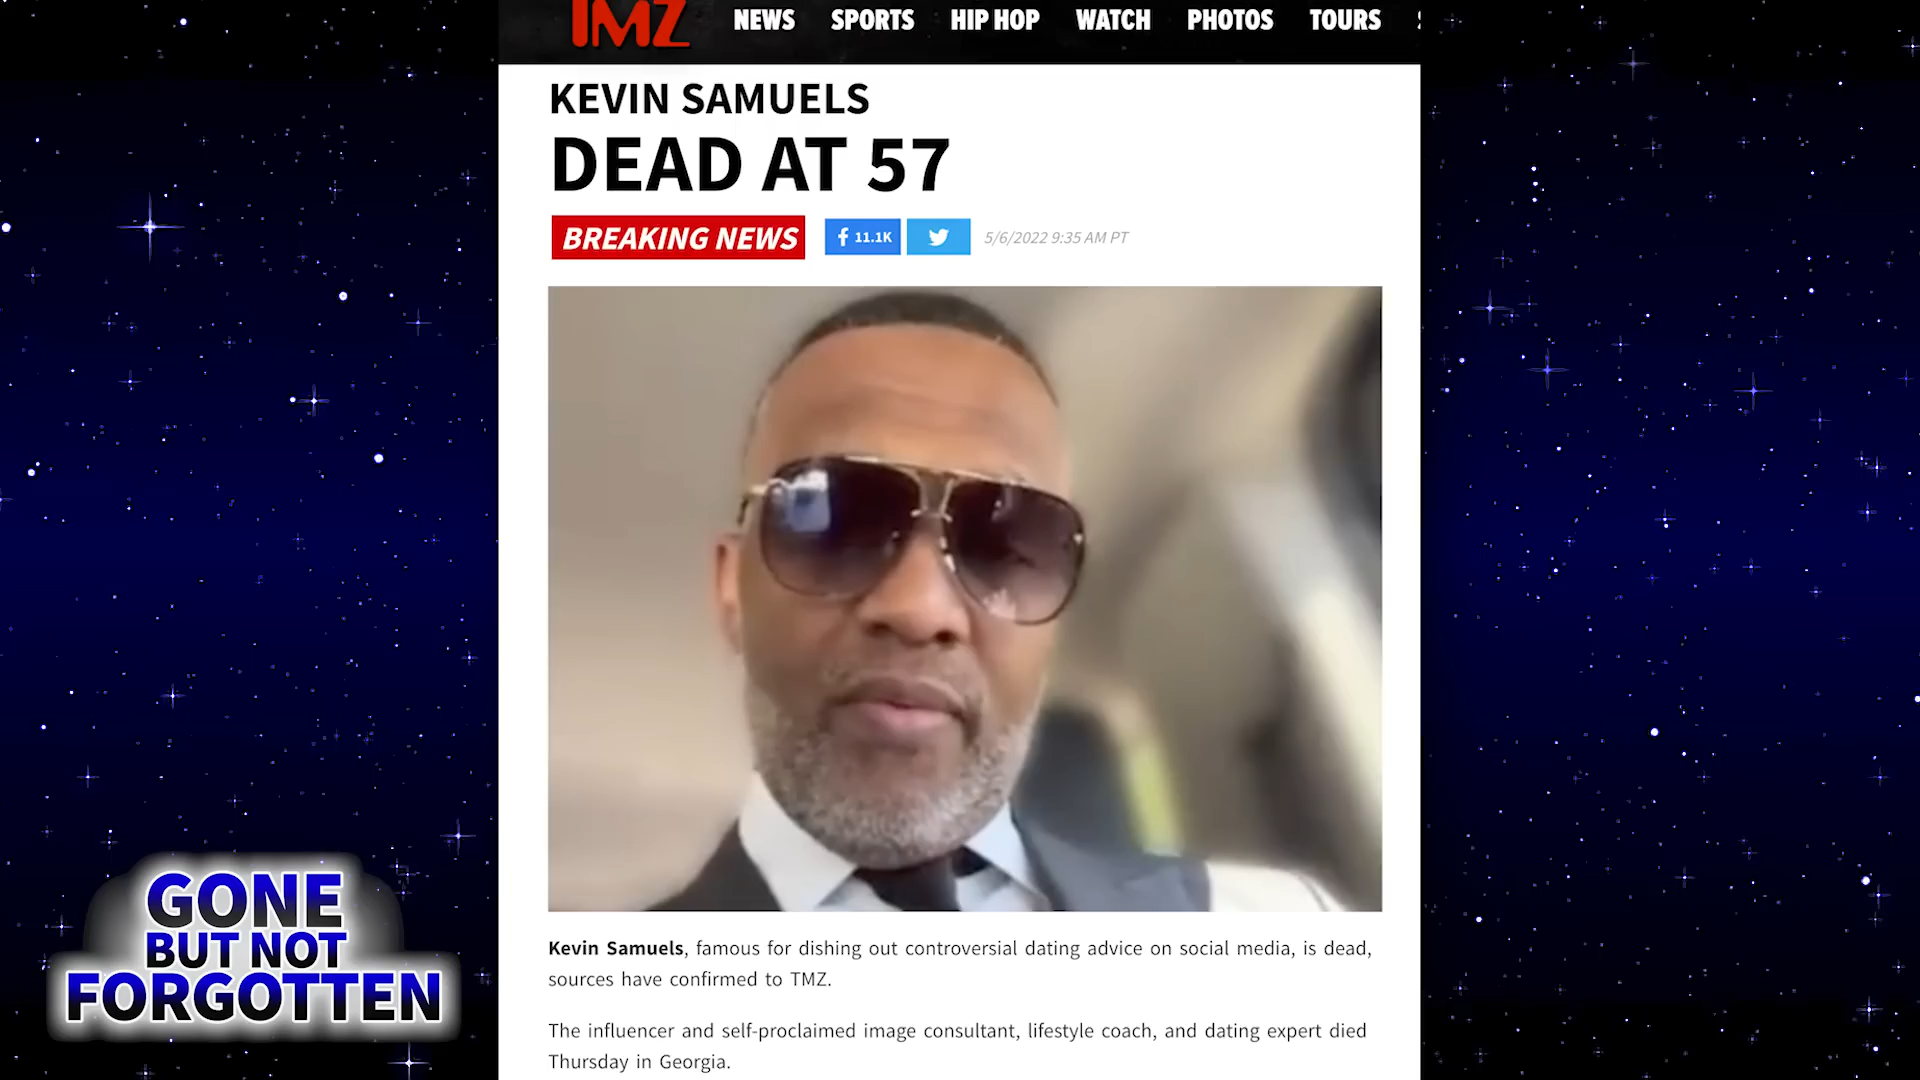 TMZ
NEWS SPORTS HIP HOP WATCH PHOTOS TOURS
KEVIN SAMUELS
DEAD AT 57
BREAKING NEWS
11.1K
5/6/2022 9:35 AM PT
Kevin Samuels, famous for dishing out controversial dating advice on social media, is dead,
sources have confirmed to TMZ.
The influencer and self-proclaimed image consultant, lifestyle coach, and dating expert died
Thursday in Georgia.
GONE
BUT NOT
FORGOTTEN